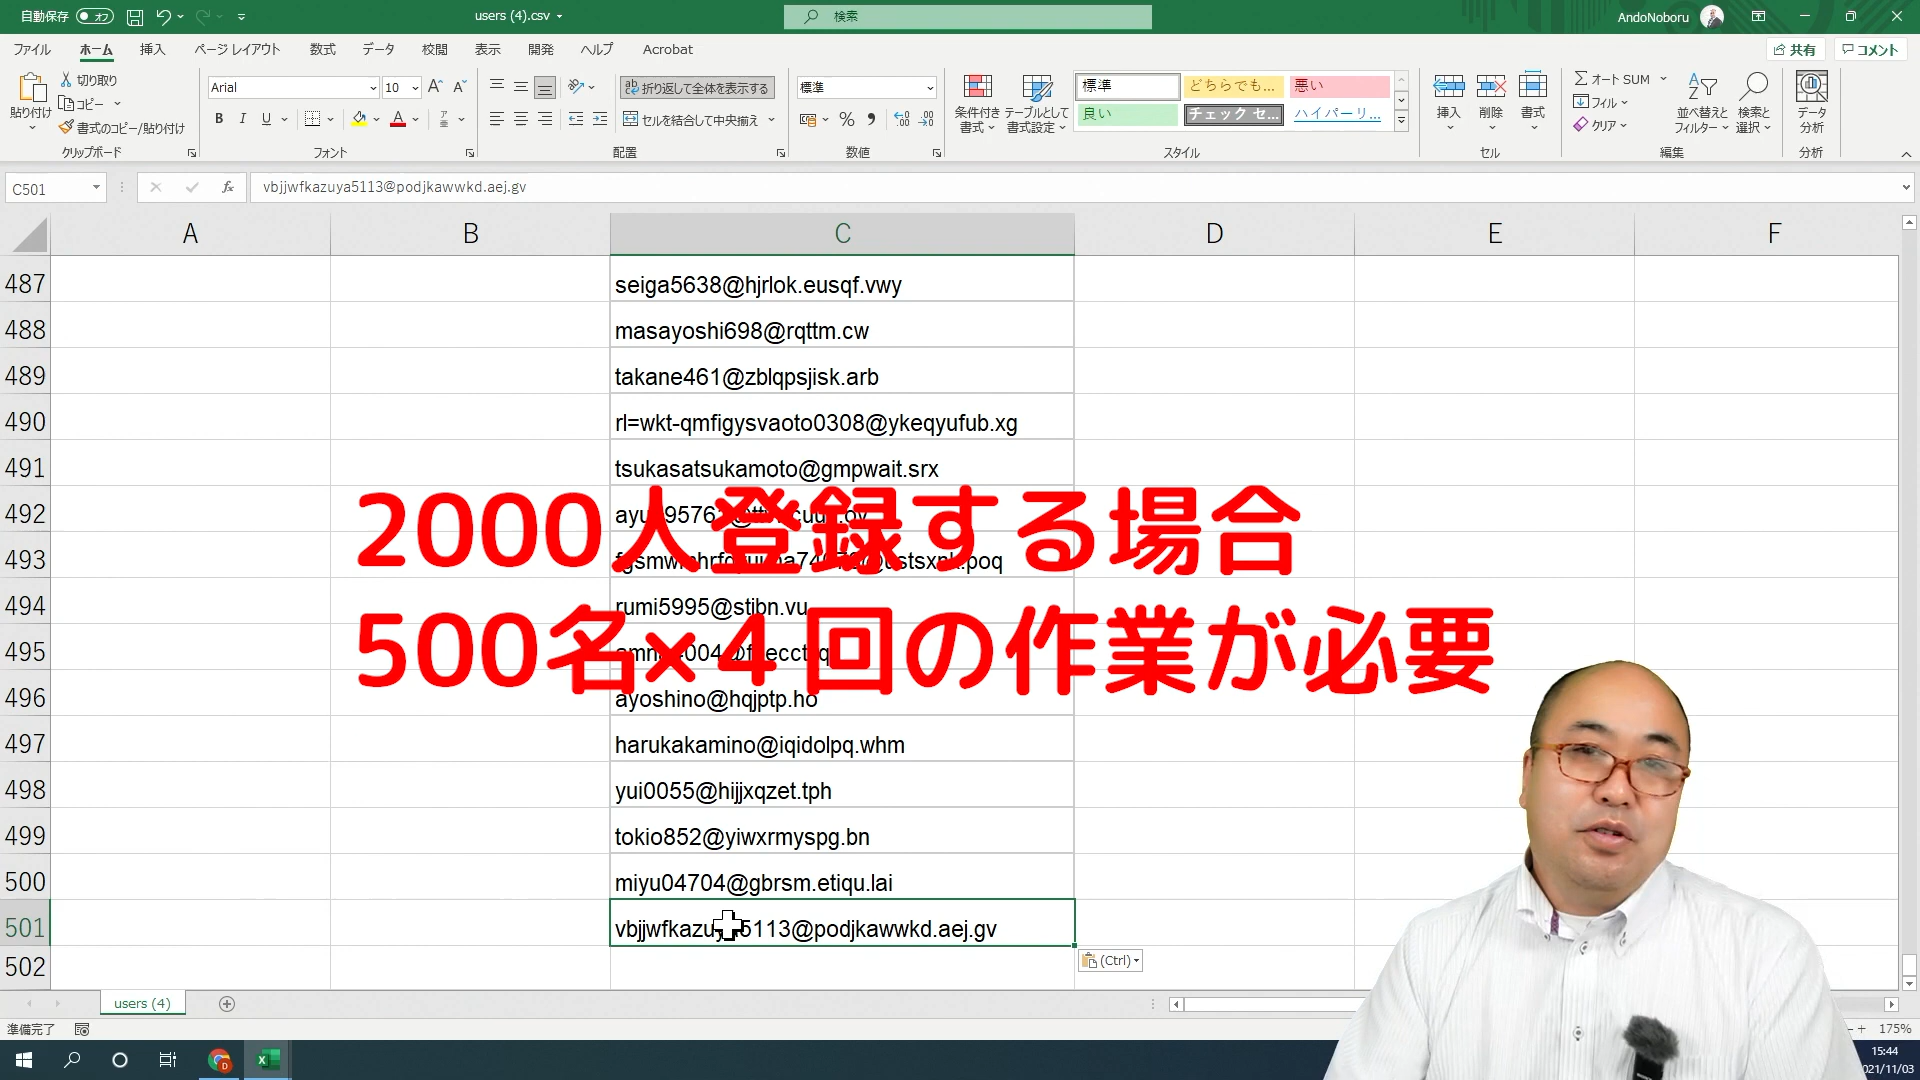 自動保存 オフ users (4).csv 検索 AndoNoboru
ファイル ホーム 挿入 ページ レイアウト 数式 データ 校閲 表示 開発 ヘルプ Acrobat 共有 コメント
貼り付け 切り取り コピー 書式のコピー/貼り付け クリップボード
Arial 10 B I U フォント
折り返して全体を表示する セルを結合して中央揃え 配置
標準 % 数値
条件付き書式 テーブルとして書式設定
標準 どちらでも... 悪い
良い チェック セ... ハイパーリ...
スタイル
挿入 削除 書式 セル
オート SUM フィル クリア 並べ替えとフィルター 検索と選択 編集
データ分析 分析
C501 fx vbjjwfkazuya5113@podjkawwkd.aej.gv
A B C D E F
487 seiga5638@hjrlok.eusqf.vwy
488 masayoshi698@rqttm.cw
489 takane461@zblqpsjisk.arb
490 rl=wkt-qmfigysvaoto0308@ykeqyufub.xg
491 tsukasatsukamoto@gmpwait.srx
492
2000人登録する場合
493
494 rumi5995@stibn.vu
495
500名×4回の作業が必要
496 ayoshino@hqjptp.ho
497 harukakamino@iqidolpq.whm
498 yui0055@hijjxqzet.tph
499 tokio852@yiwxrmyspg.bn
500 miyu04704@gbrsm.etiqu.lai
501 vbjjwfkazuya5113@podjkawwkd.aej.gv
502 (Ctrl)
users (4)
準備完了 175%
15:44
021/11/03